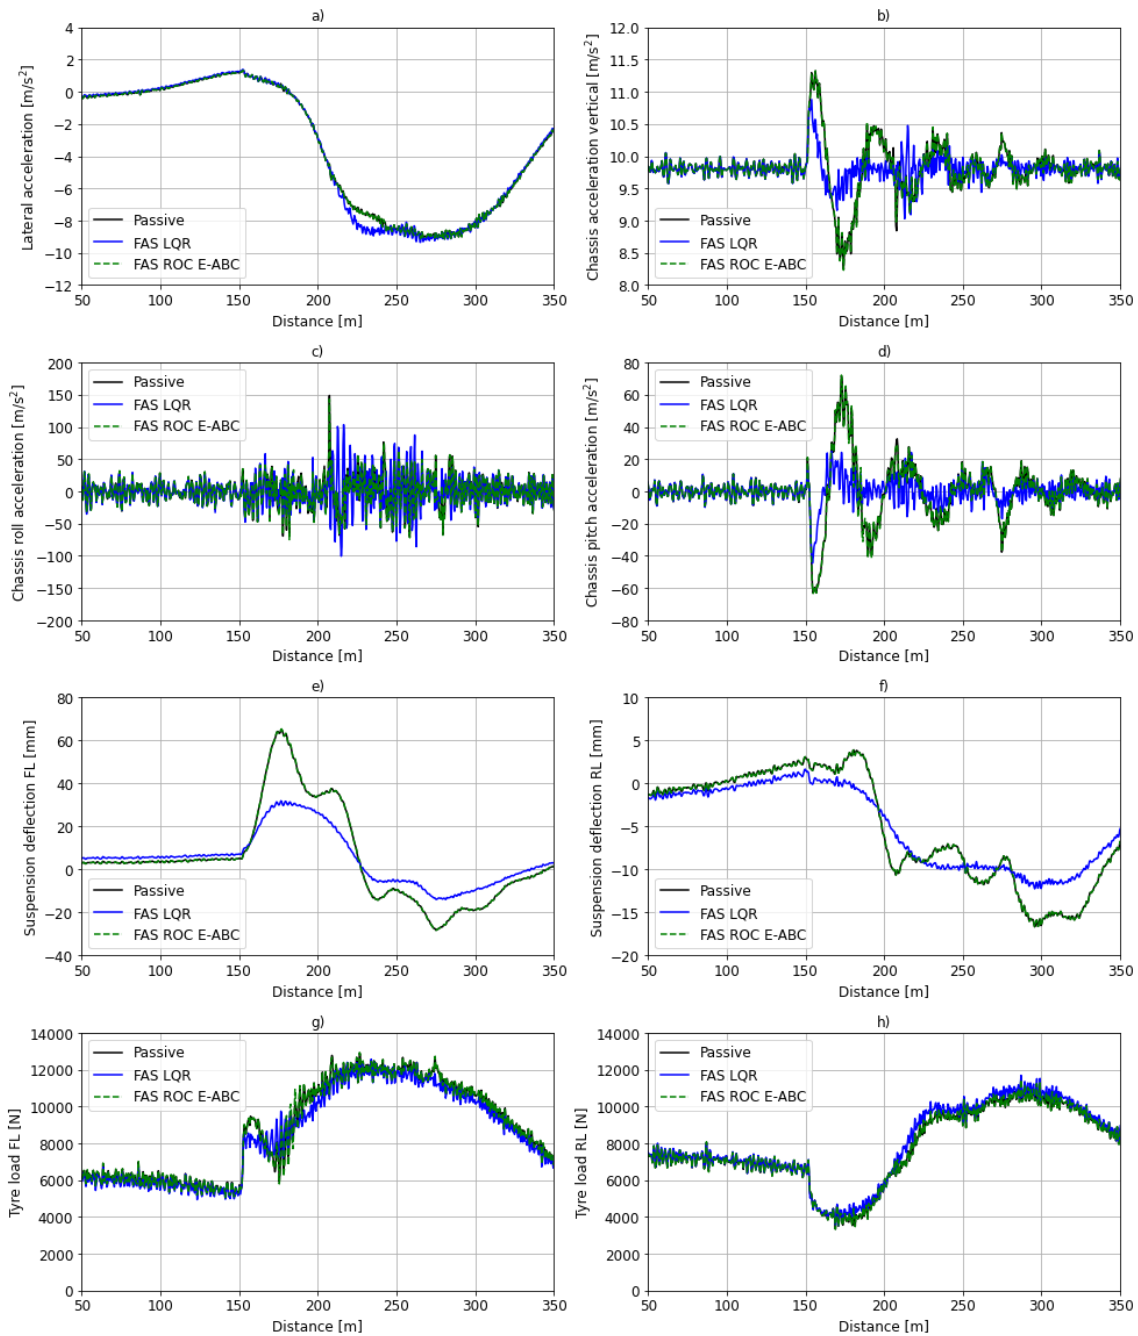 a)
4
2
0
−2
−4
−6
−8
−10
−12
Lateral acceleration [m/s²]
Passive
FAS LQR
FAS ROC E-ABC
50 100 150 200 250 300 350
Distance [m]
b)
12.0
11.5
11.0
10.5
10.0
9.5
9.0
8.5
8.0
Chassis acceleration vertical [m/s²]
Passive
FAS LQR
FAS ROC E-ABC
50 100 150 200 250 300 350
Distance [m]
c)
200
150
100
50
0
−50
−100
−150
−200
Chassis roll acceleration [m/s²]
Passive
FAS LQR
FAS ROC E-ABC
50 100 150 200 250 300 350
Distance [m]
d)
80
60
40
20
0
−20
−40
−60
−80
Chassis pitch acceleration [m/s²]
Passive
FAS LQR
FAS ROC E-ABC
50 100 150 200 250 300 350
Distance [m]
e)
80
60
40
20
0
−20
−40
Suspension deflection FL [mm]
Passive
FAS LQR
FAS ROC E-ABC
50 100 150 200 250 300 350
Distance [m]
f)
10
5
0
−5
−10
−15
−20
Suspension deflection RL [mm]
Passive
FAS LQR
FAS ROC E-ABC
50 100 150 200 250 300 350
Distance [m]
g)
14000
12000
10000
8000
6000
4000
2000
0
Tyre load FL [N]
Passive
FAS LQR
FAS ROC E-ABC
50 100 150 200 250 300 350
Distance [m]
h)
14000
12000
10000
8000
6000
4000
2000
0
Tyre load RL [N]
Passive
FAS LQR
FAS ROC E-ABC
50 100 150 200 250 300 350
Distance [m]